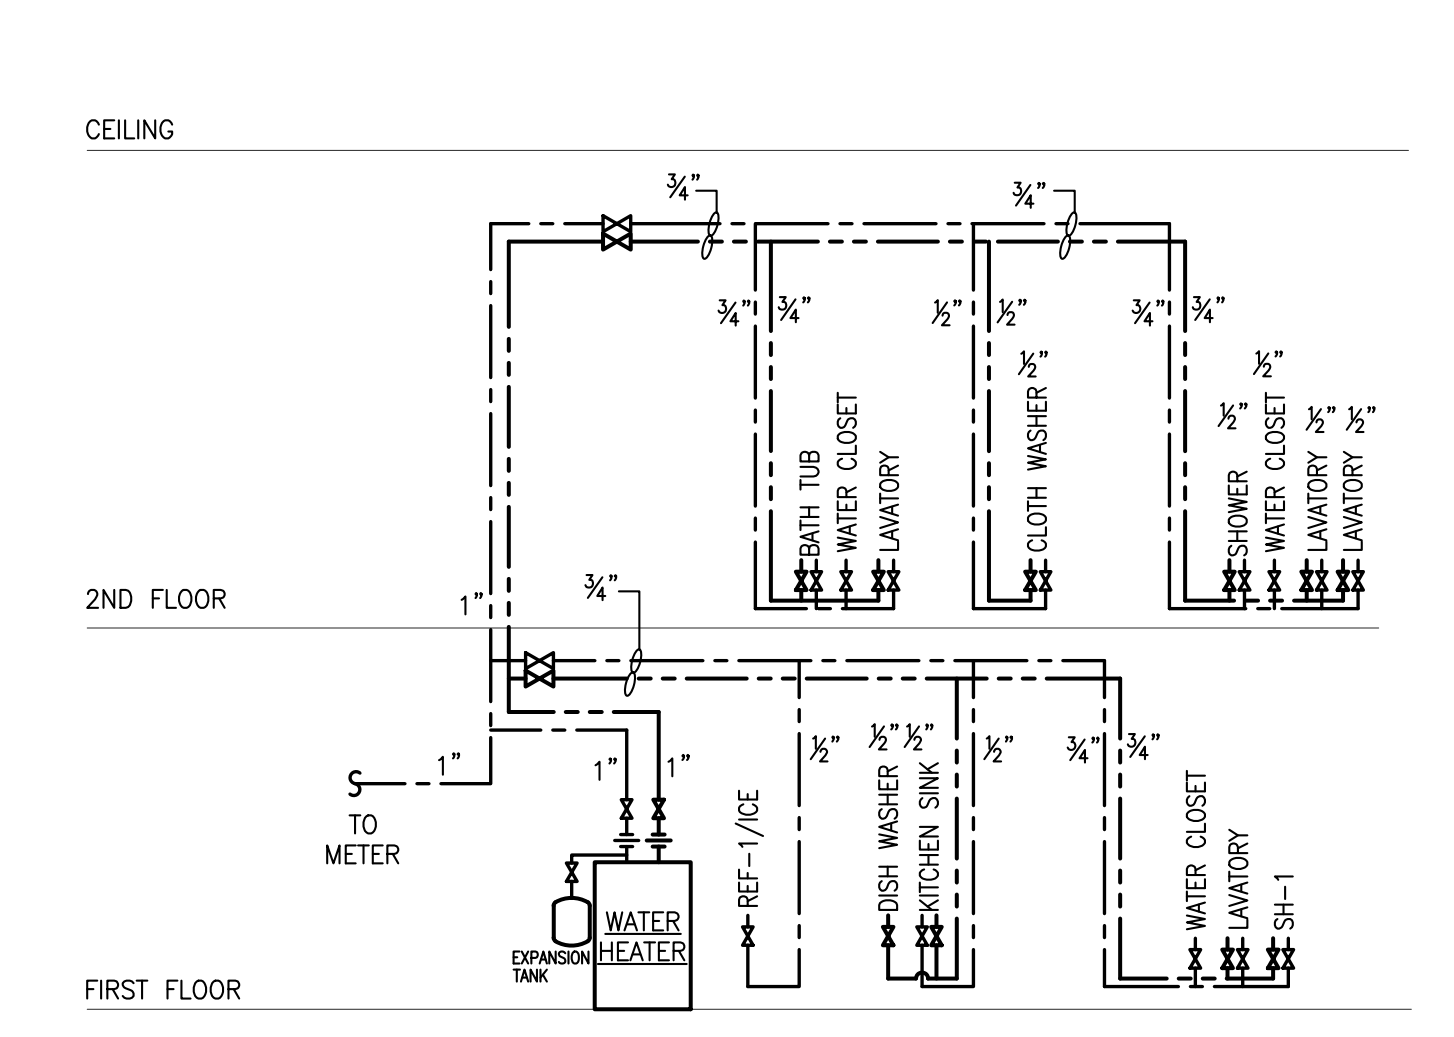 CEILING
3/4"
3/4"
3/4"
3/4"
1/2"
1/2"
3/4"
3/4"
1/2"
1/2"
1/2"
1/2"
1/2"
BATH TUB
WATER CLOSET
LAVATORY
CLOTH WASHER
SHOWER
WATER CLOSET
LAVATORY
LAVATORY
2ND FLOOR
1"
3/4"
1"
1"
1"
1/2"
1/2"
1/2"
1/2"
3/4"
3/4"
TO
METER
REF-1/ICE
DISH WASHER
KITCHEN SINK
WATER CLOSET
LAVATORY
SH-1
WATER
HEATER
EXPANSION
TANK
FIRST FLOOR